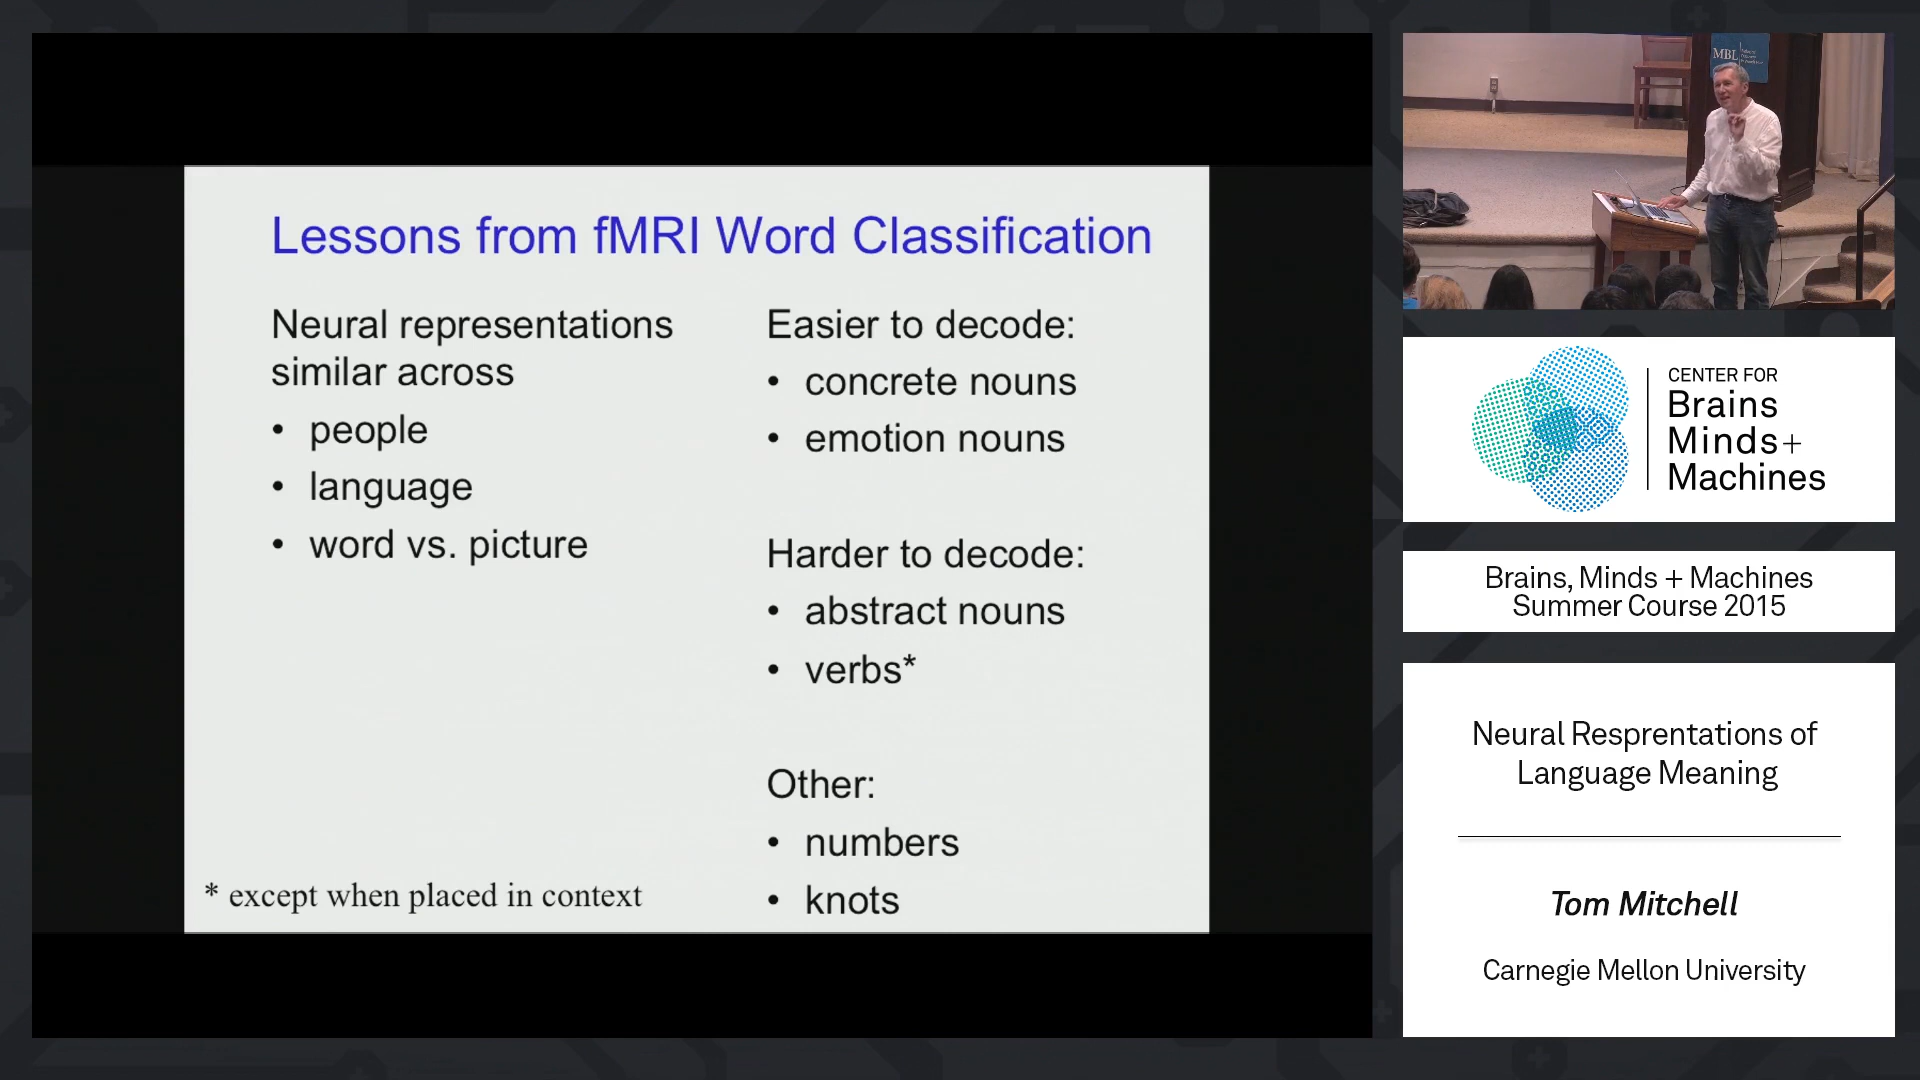 Lessons from fMRI Word Classification
Neural representations
similar across
• people
• language
• word vs. picture
* except when placed in context
Easier to decode:
• concrete nouns
• emotion nouns
Harder to decode:
• abstract nouns
• verbs*
Other:
• numbers
• knots
MBL
CENTER FOR
Brains
Minds+
Machines
Brains, Minds + Machines
Summer Course 2015
Neural Resprentations of
Language Meaning
Tom Mitchell
Carnegie Mellon University